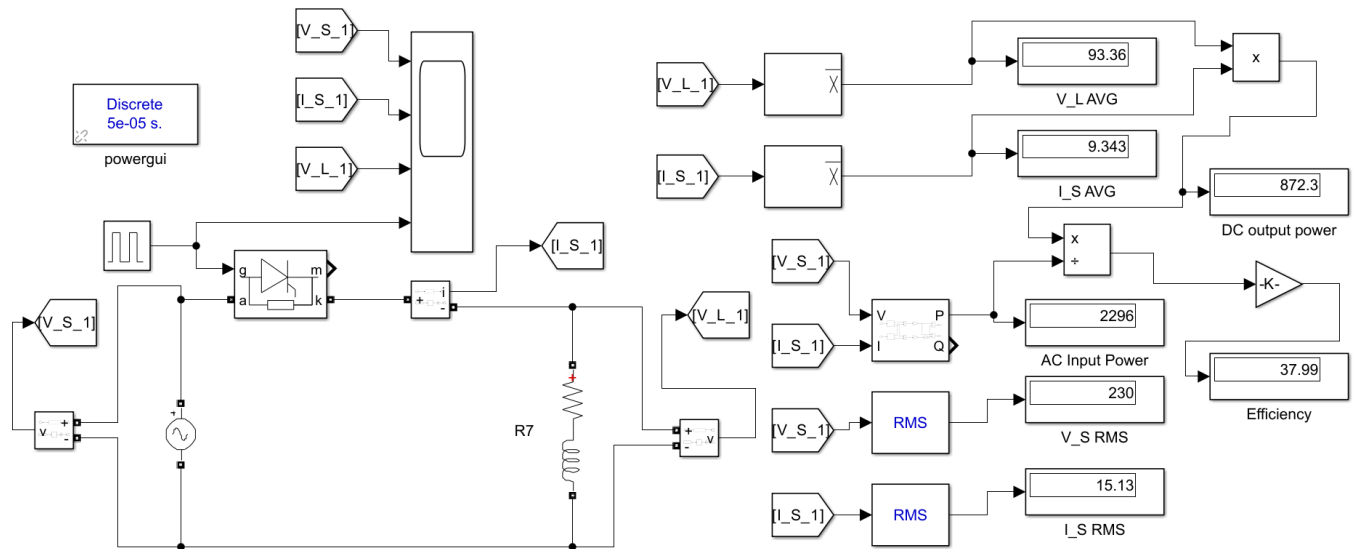 [V_S_1]
[I_S_1]
[V_L_1]
Discrete
5e-05 s.
powergui
g
m
a
k
i
+
-
[I_S_1]
[V_S_1]
[V_L_1]
+
v
-
+
+
R7
+
v
-
[V_L_1]
x
93.36
V_L AVG
x
[I_S_1]
x
9.343
I_S AVG
872.3
DC output power
x
÷
-K-
[V_S_1]
[I_S_1]
V
P
I
Q
2296
AC Input Power
37.99
Efficiency
[V_S_1]
RMS
230
V_S RMS
[I_S_1]
RMS
15.13
I_S RMS